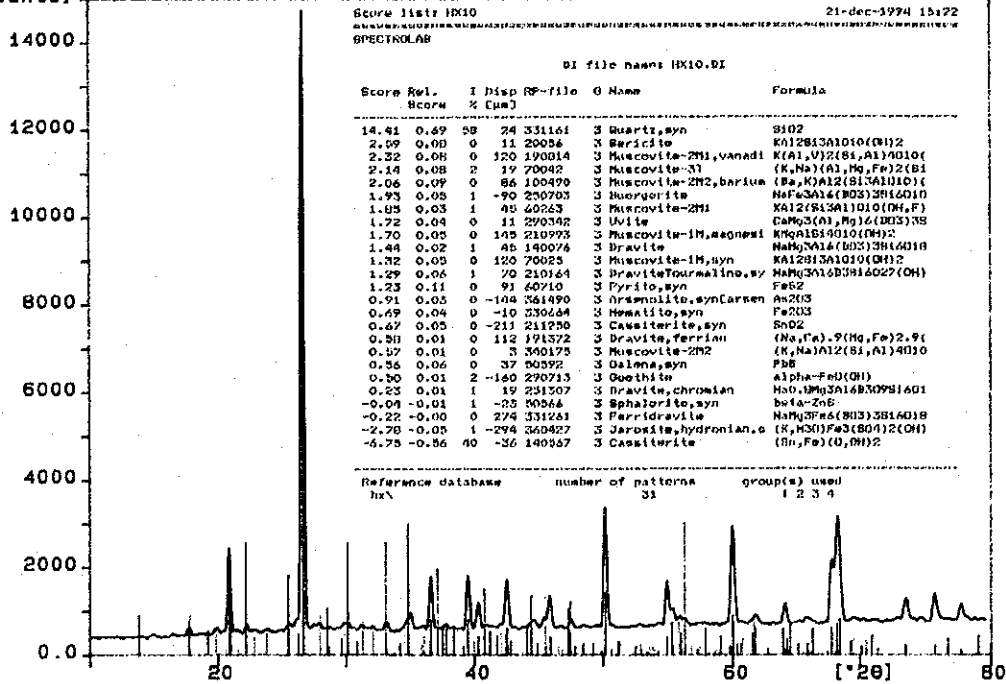 Score list: HX10 21-dec-1994 15:22
SPECTROLAB
DI file name: HX10.DI
Score Rel. I Disp RP-file Q Name Formula
Score % [µm]
14.41 0.69 58 24 331161 3 Quartz,syn SiO2
2.09 0.00 0 11 20056 3 Sericite KAl2Si3AlO10(OH)2
2.32 0.08 0 120 190814 3 Muscovite-2M1,vanadi K(Al,V)2(Si,Al)4O10(
2.14 0.08 2 19 70042 3 Muscovite-3T (K,Na)(Al,Mg,Fe)2(Si
2.06 0.09 0 86 100490 3 Muscovite-2M2,barium (Ba,K)Al2(Si3AlO10)(
1.93 0.05 1 -90 250703 3 Buergerite NaFe3Al6(BO3)3Si6O18
1.85 0.03 1 45 60263 3 Muscovite-2M1 KAl2(Si3Al)O10(OH,F)
1.72 0.04 0 11 290342 3 Uvite CaMg3(Al,Mg)6(BO3)3S
1.70 0.05 0 145 210993 3 Muscovite-1M,magnesi KMgAlSi4O10(OH)2
1.44 0.02 1 45 140076 3 Dravite NaMg3Al6(BO3)3Si6O18
1.32 0.05 0 120 70025 3 Muscovite-1M,syn KAl2Si3AlO10(OH)2
1.29 0.06 1 70 210164 3 DraviteTourmaline,sy NaMg3Al6B3Si6O27(OH)
1.23 0.11 0 91 60710 3 Pyrite,syn FeS2
0.91 0.05 0 -144 361490 3 Arsenolite,syn[arsen As2O3
0.69 0.04 0 -10 330664 3 Hematite,syn Fe2O3
0.67 0.05 0 -211 211250 3 Cassiterite,syn SnO2
0.58 0.01 0 112 191372 3 Dravite,ferrian (Na,Ca).9(Mg,Fe)2.9(
0.57 0.01 0 3 340175 3 Muscovite-2M2 (K,Na)Al2(Si,Al)4O10
0.56 0.06 0 37 50592 3 Galena,syn PbS
0.50 0.01 2 -160 290713 3 Goethite alpha-FeO(OH)
0.23 0.01 1 19 251307 3 Dravite,chromian
-0.04 -0.01 1 -23 50566 3 Sphalerite,syn beta-ZnS
-0.22 -0.00 0 274 331261 3 Ferridravite NaMg3Fe6(BO3)3Si6O18
-2.78 -0.05 1 -294 360427 3 Jarosite,hydronian,s (K,H3O)Fe3(SO4)2(OH)
-6.75 -0.56 40 -36 140567 3 Cassiterite (Sn,Fe)(O,OH)2
Reference database number of patterns group(s) used
hx\ 31 1 2 3 4
14000
12000
10000
8000
6000
4000
2000
0.0
20 40 60 [°2θ] 80